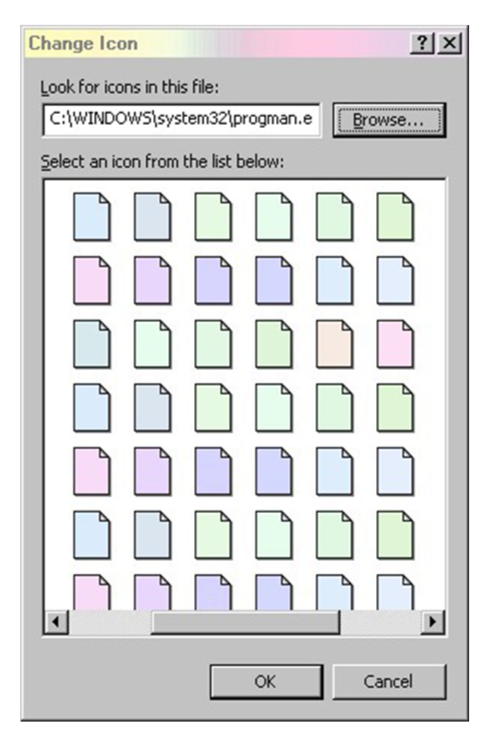 Change Icon
Look for icons in this file:
C:\WINDOWS\system32\progman.e
Browse...
Select an icon from the list below:
OK
Cancel